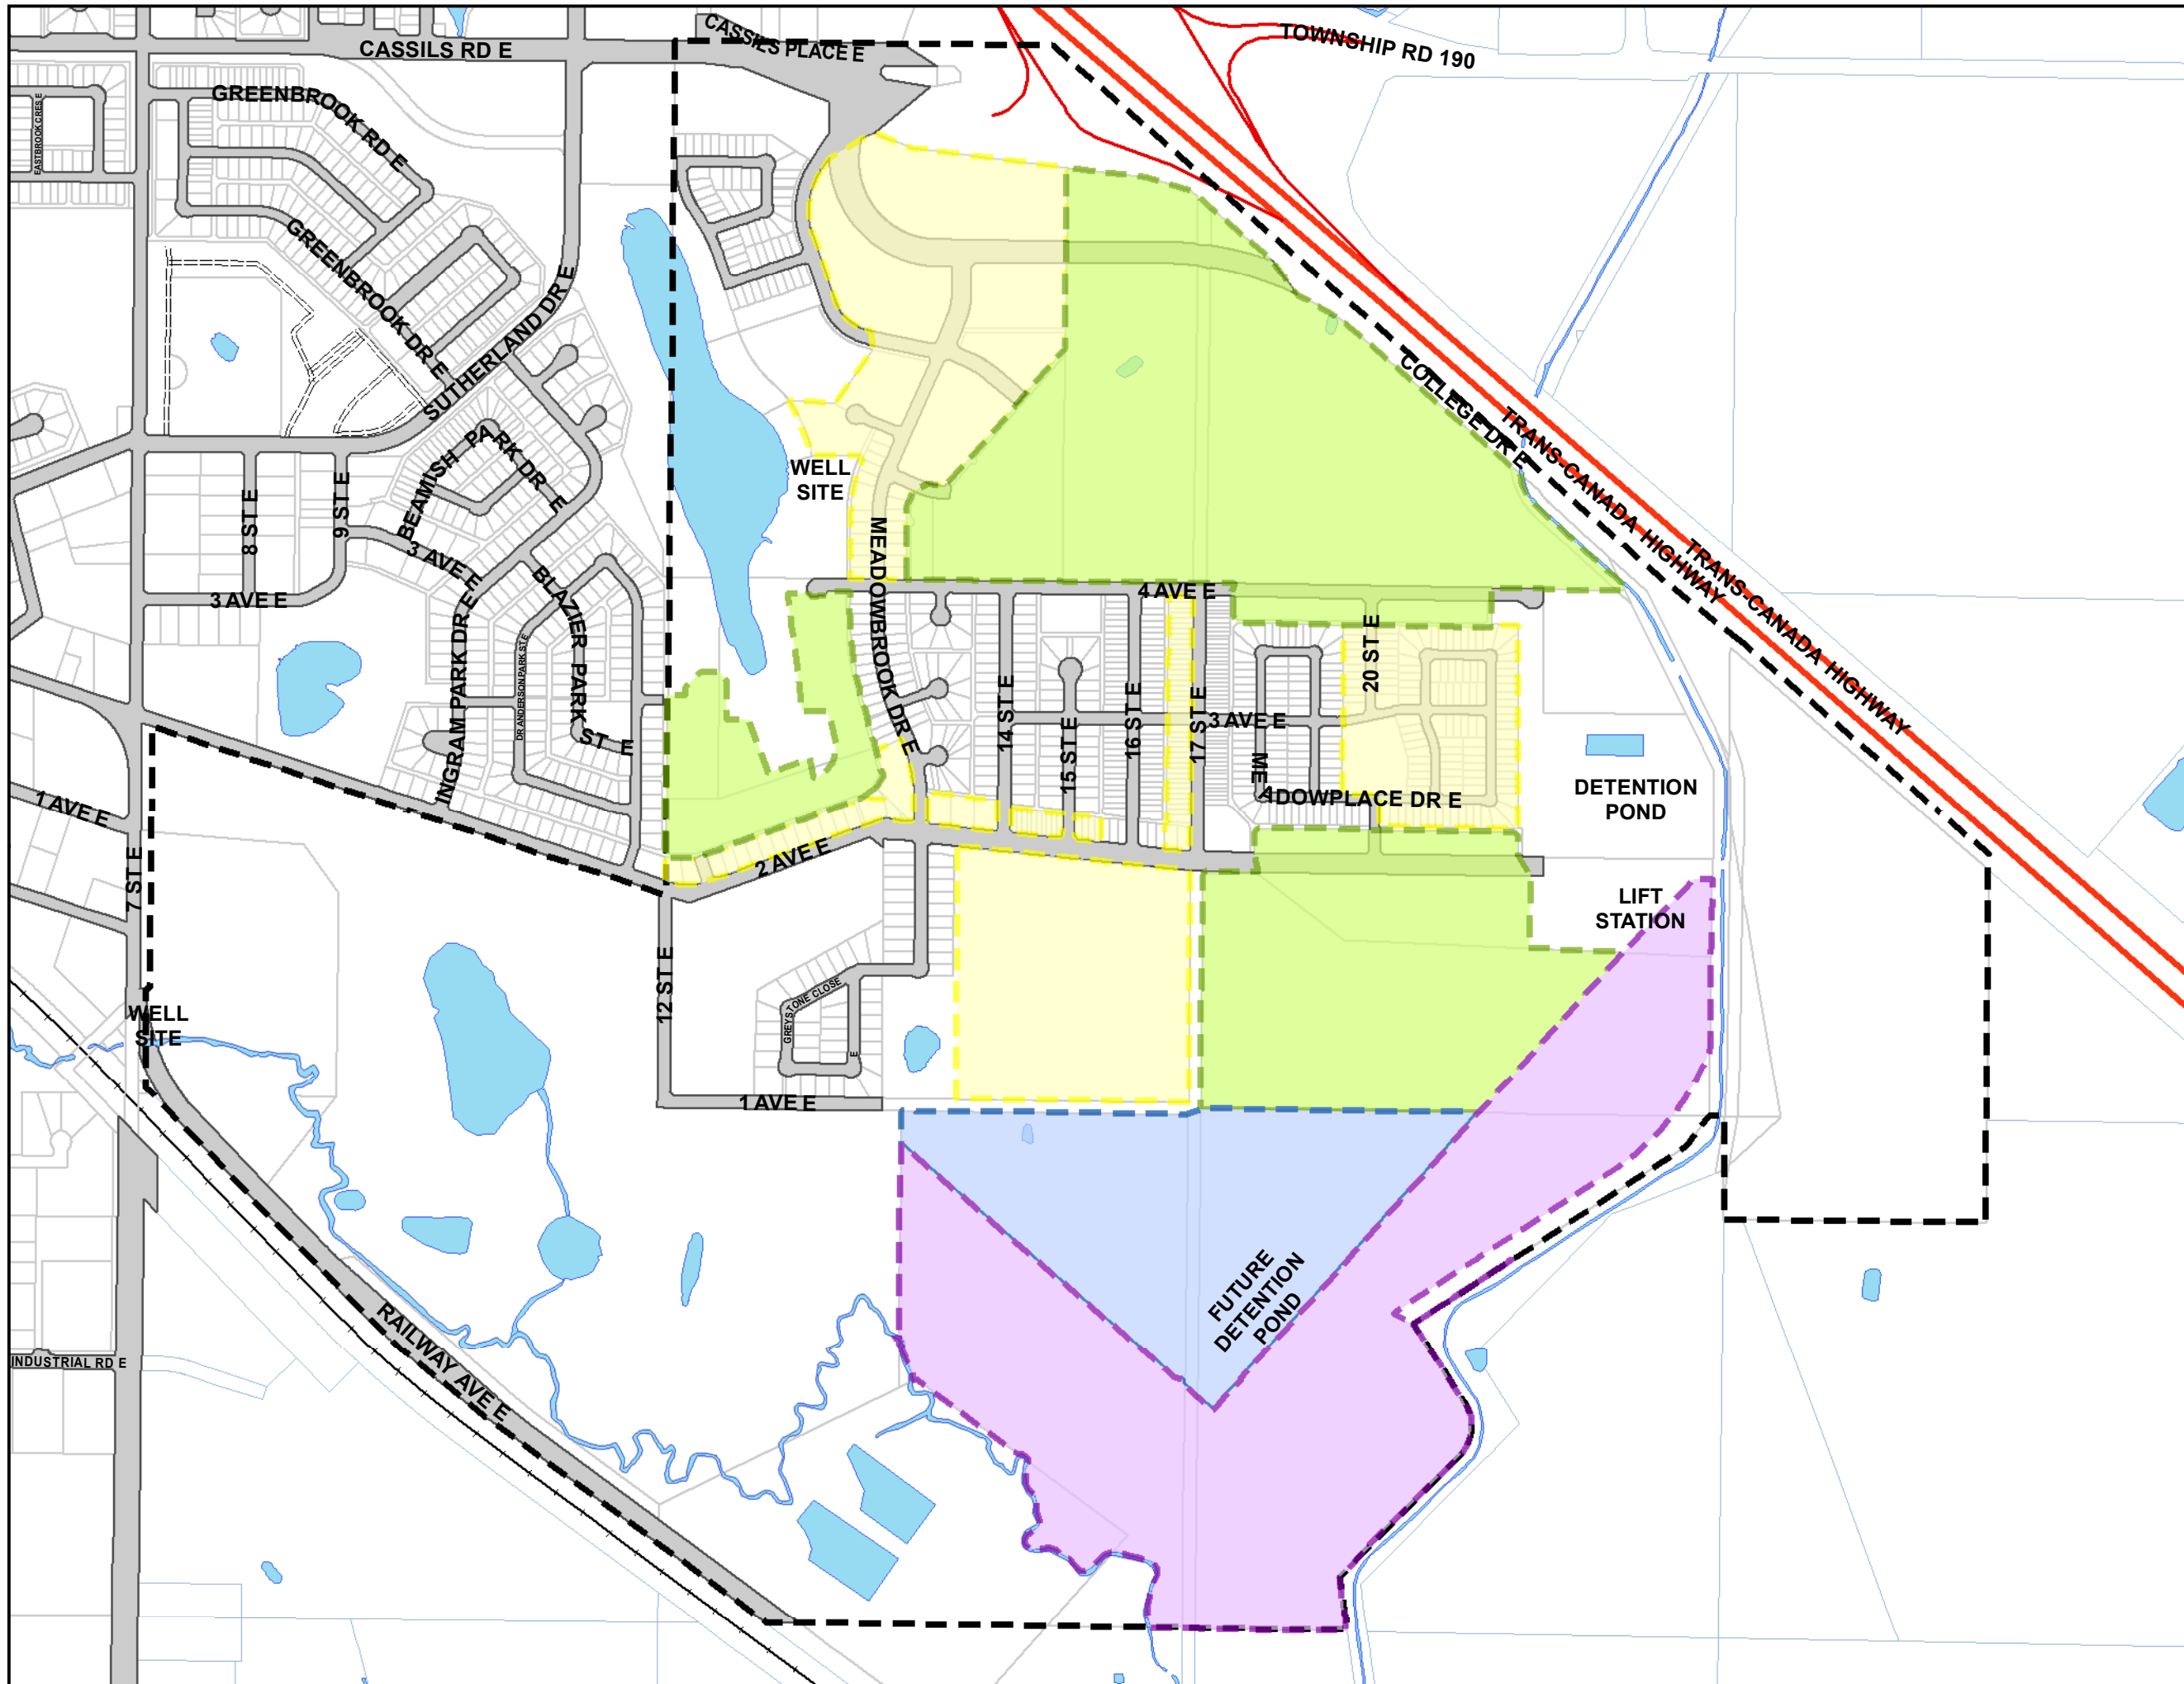 CASSILS PLACE E
TOWNSHIP RD 190
CASSILS RD E
GREENBROOK RD E
EASTBROOK CRES E
GREENBROOK DR E
SUTHERLAND DR E
COLLEGE DR E
TRANS-CANADA HIGHWAY
TRANS-CANADA HIGHWAY
BEAMISH PARK DR E
WELL
SITE
8 ST E
9 ST E
3 AVE E
3 AVE E
BLAZIER PARK ST E
INGRAM PARK DR E
DR ANDERSON PARK ST E
MEADOWBROOK DR E
4 AVE E
20 ST E
14 ST E
15 ST E
16 ST E
17 ST E
3 AVE E
MEADOWPLACE DR E
DETENTION
POND
1 AVE E
7 ST E
2 AVE E
LIFT
STATION
12 ST E
GREYSTONE CLOSE E
WELL
SITE
1 AVE E
FUTURE
DETENTION
POND
RAILWAY AVE E
INDUSTRIAL RD E